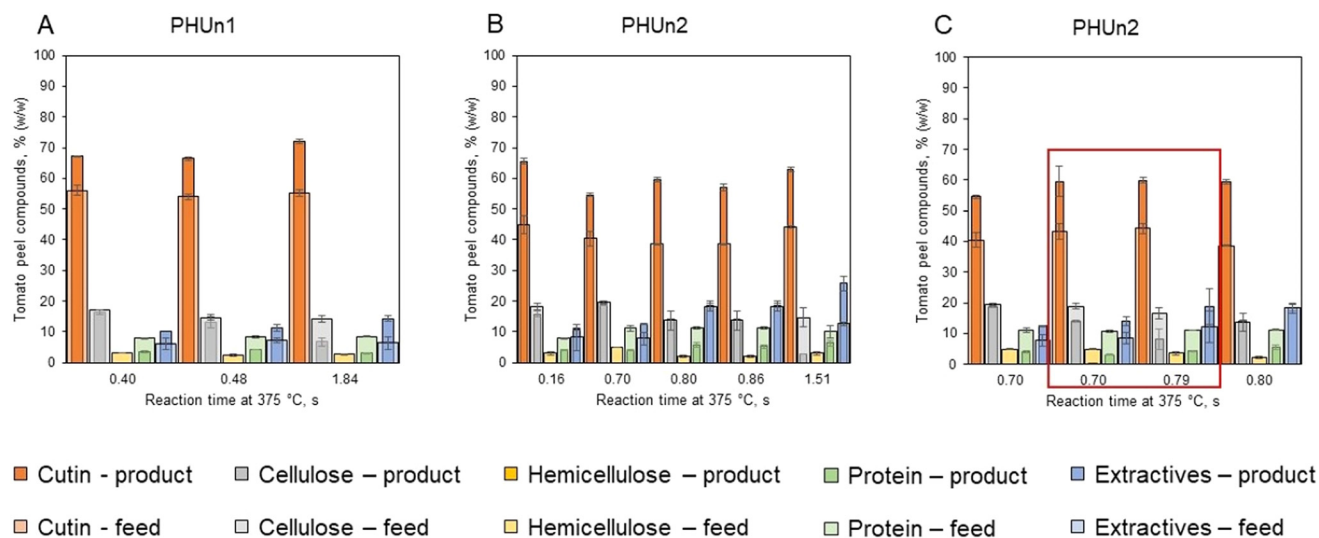 A
PHUn1
Tomato peel compounds, % (w/w)
100
90
80
70
60
50
40
30
20
10
0
0.40 0.48 1.84
Reaction time at 375 °C, s
B
PHUn2
Tomato peel compounds, % (w/w)
100
90
80
70
60
50
40
30
20
10
0
0.16 0.70 0.80 0.86 1.51
Reaction time at 375 °C, s
C
PHUn2
Tomato peel compounds, % (w/w)
100
90
80
70
60
50
40
30
20
10
0
0.70 0.70 0.79 0.80
Reaction time at 375 °C, s
Cutin - product Cellulose – product Hemicellulose – product Protein – product Extractives – product
Cutin - feed Cellulose – feed Hemicellulose – feed Protein – feed Extractives – feed